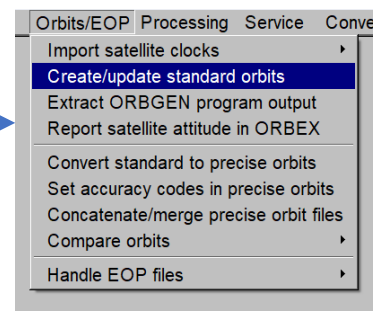 Orbits/EOP Processing Service Conve
Import satellite clocks
Create/update standard orbits
Extract ORBGEN program output
Report satellite attitude in ORBEX
Convert standard to precise orbits
Set accuracy codes in precise orbits
Concatenate/merge precise orbit files
Compare orbits
Handle EOP files